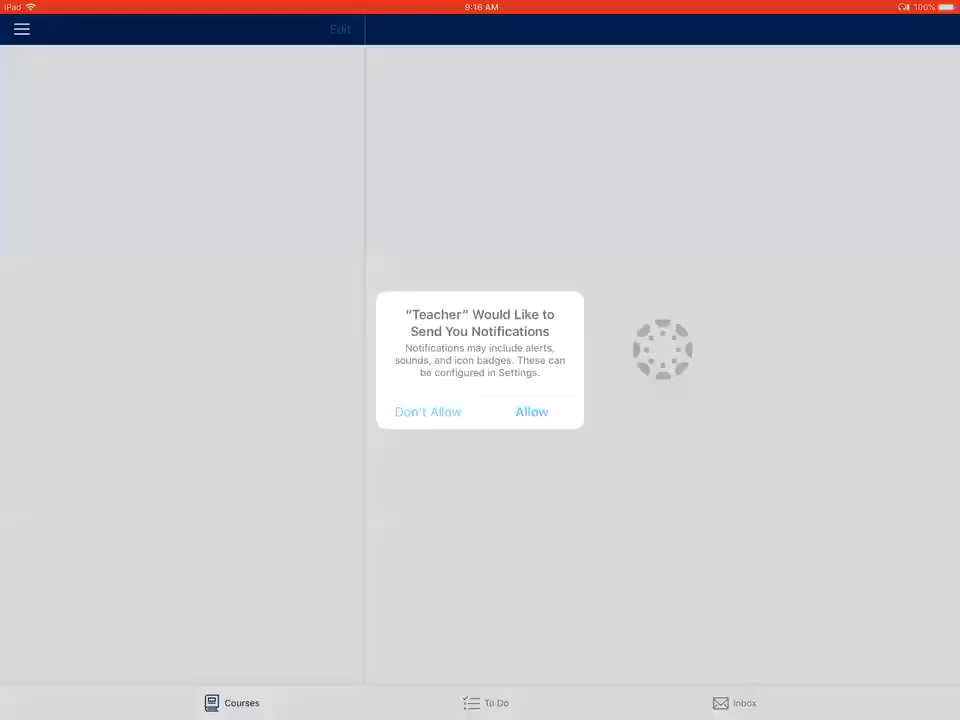 iPad
9:16 AM
100%
Edit
“Teacher” Would Like to
Send You Notifications
Notifications may include alerts,
sounds, and icon badges. These can
be configured in Settings.
Don't Allow
Allow
Courses
To Do
Inbox